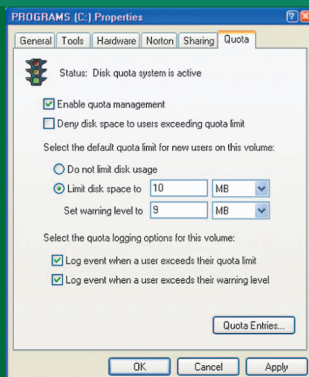 PROGRAMS (C:) Properties
General Tools Hardware Norton Sharing Quota
Status: Disk quota system is active
Enable quota management
Deny disk space to users exceeding quota limit
Select the default quota limit for new users on this volume:
Do not limit disk usage
Limit disk space to 10 MB
Set warning level to 9 MB
Select the quota logging options for this volume:
Log event when a user exceeds their quota limit
Log event when a user exceeds their warning level
Quota Entries...
OK Cancel Apply